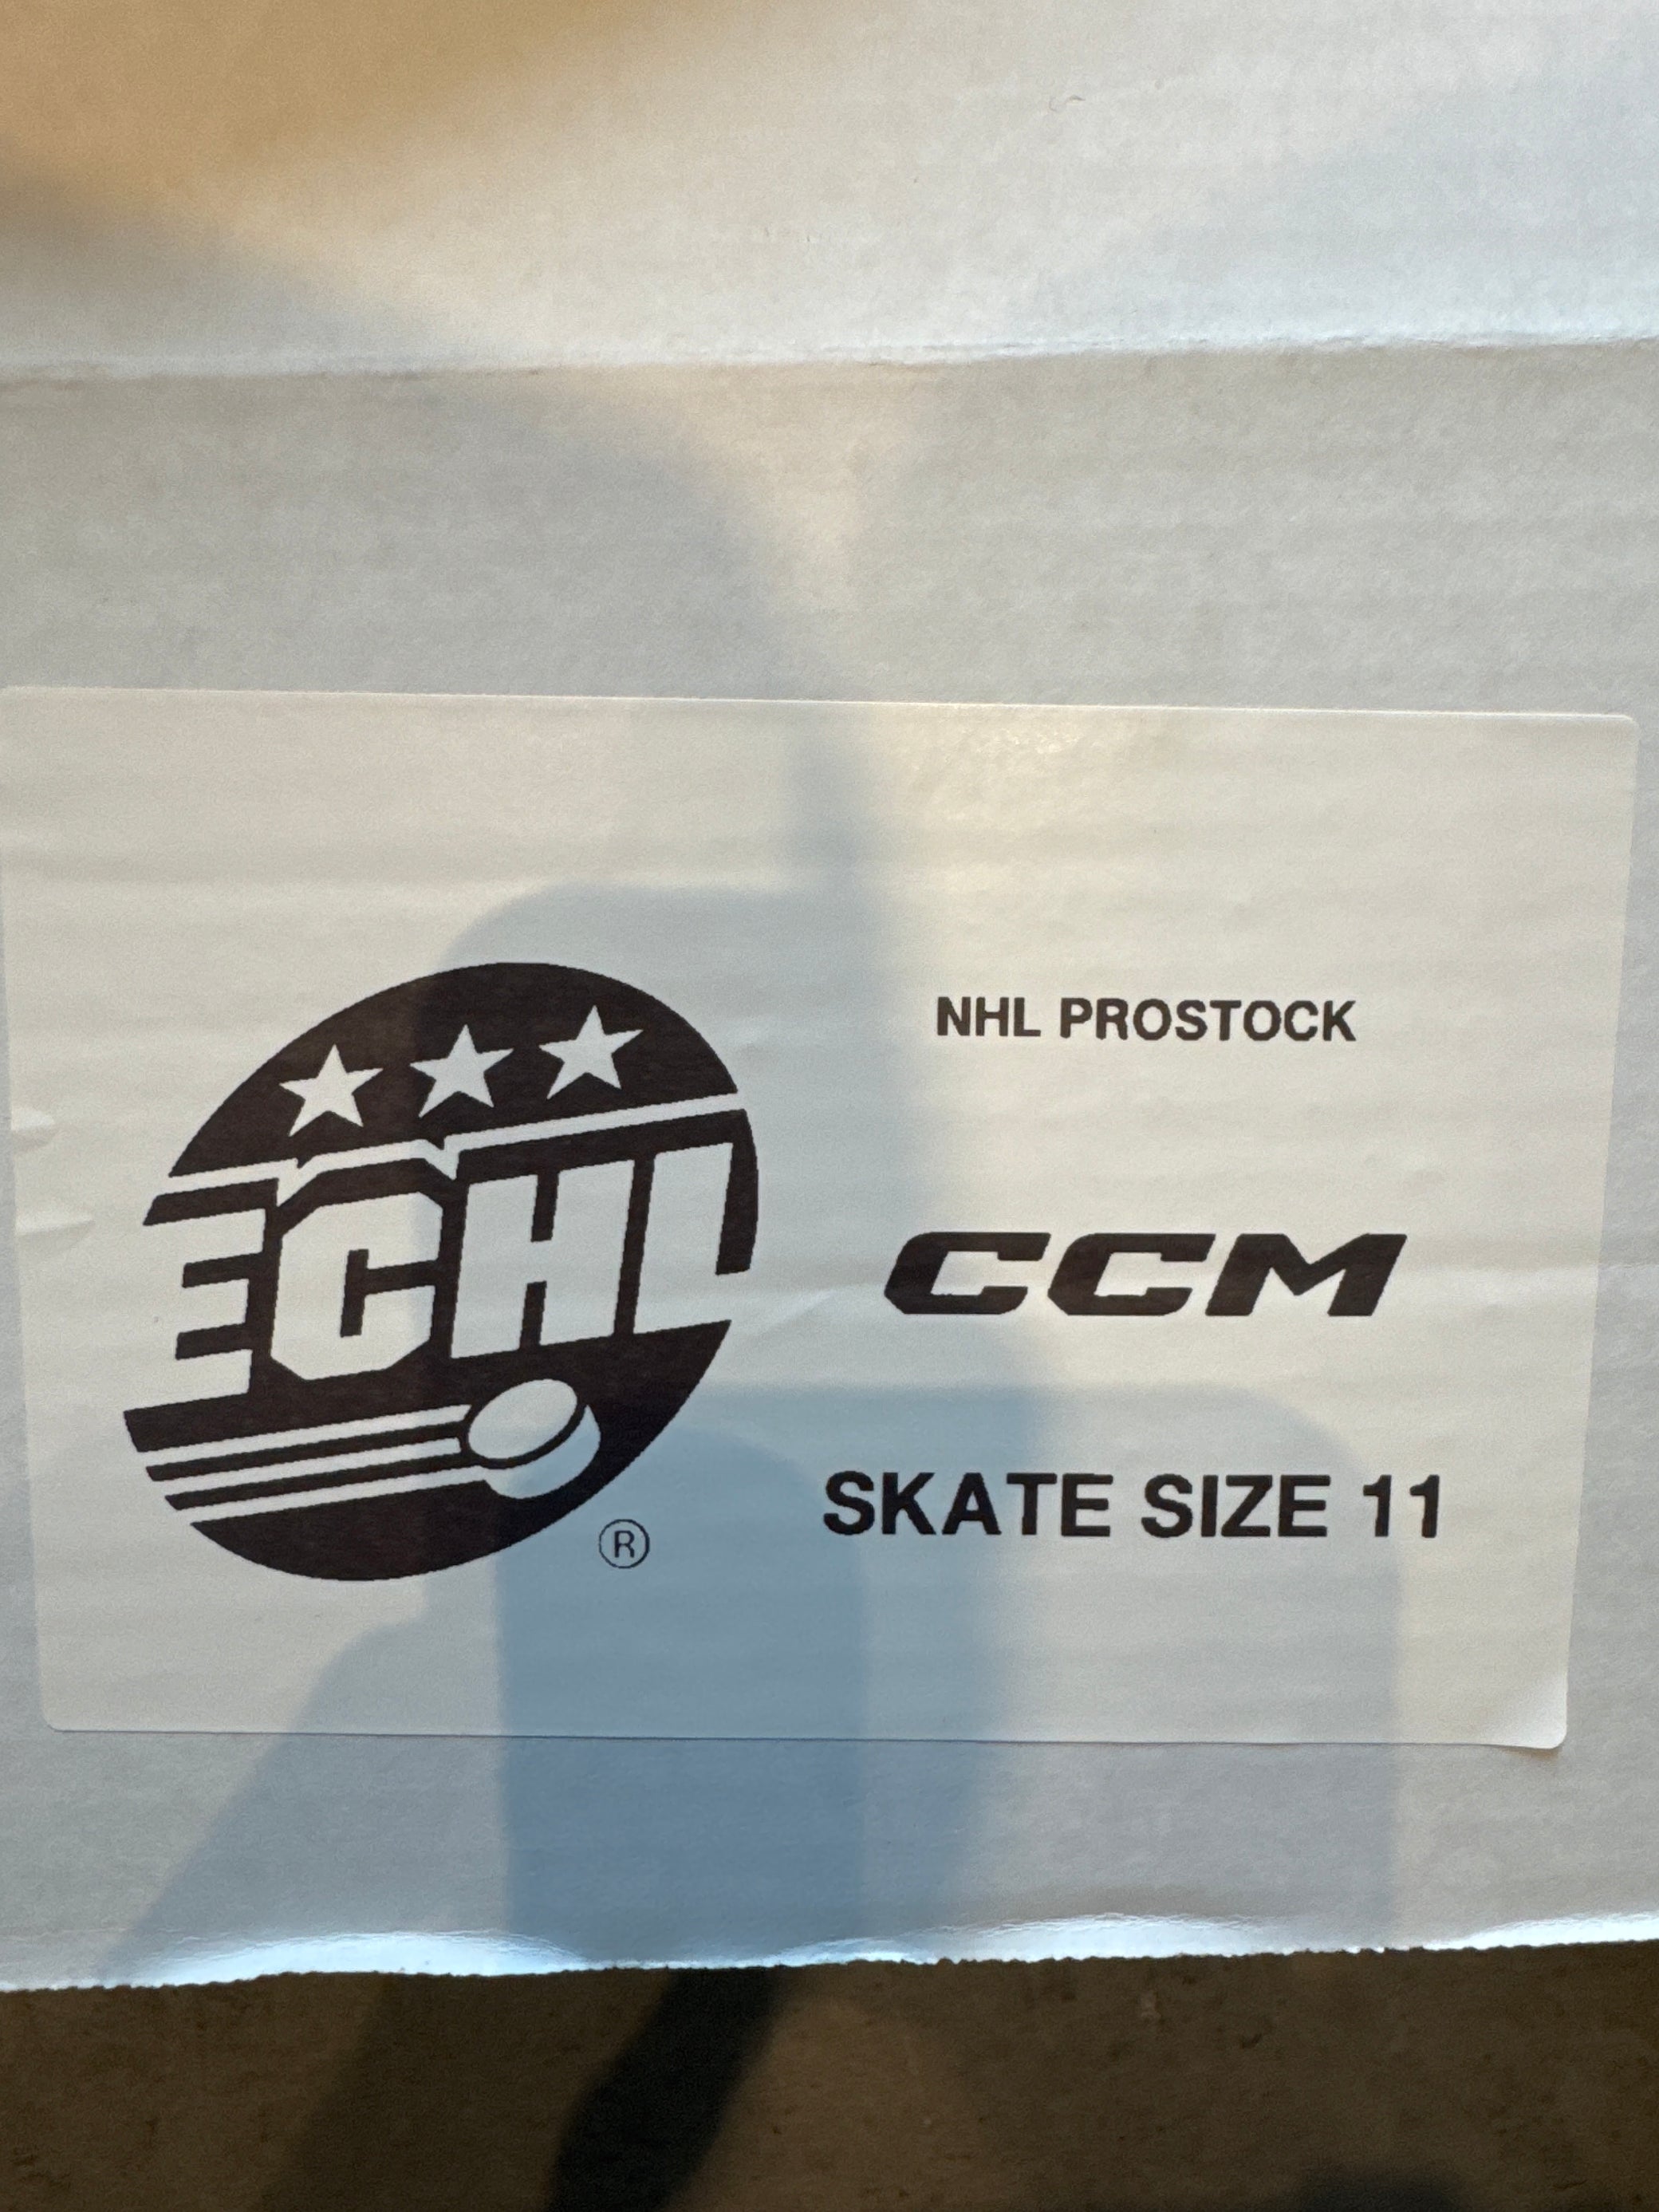 ECHL
®
NHL PROSTOCK
CCM
SKATE SIZE 11